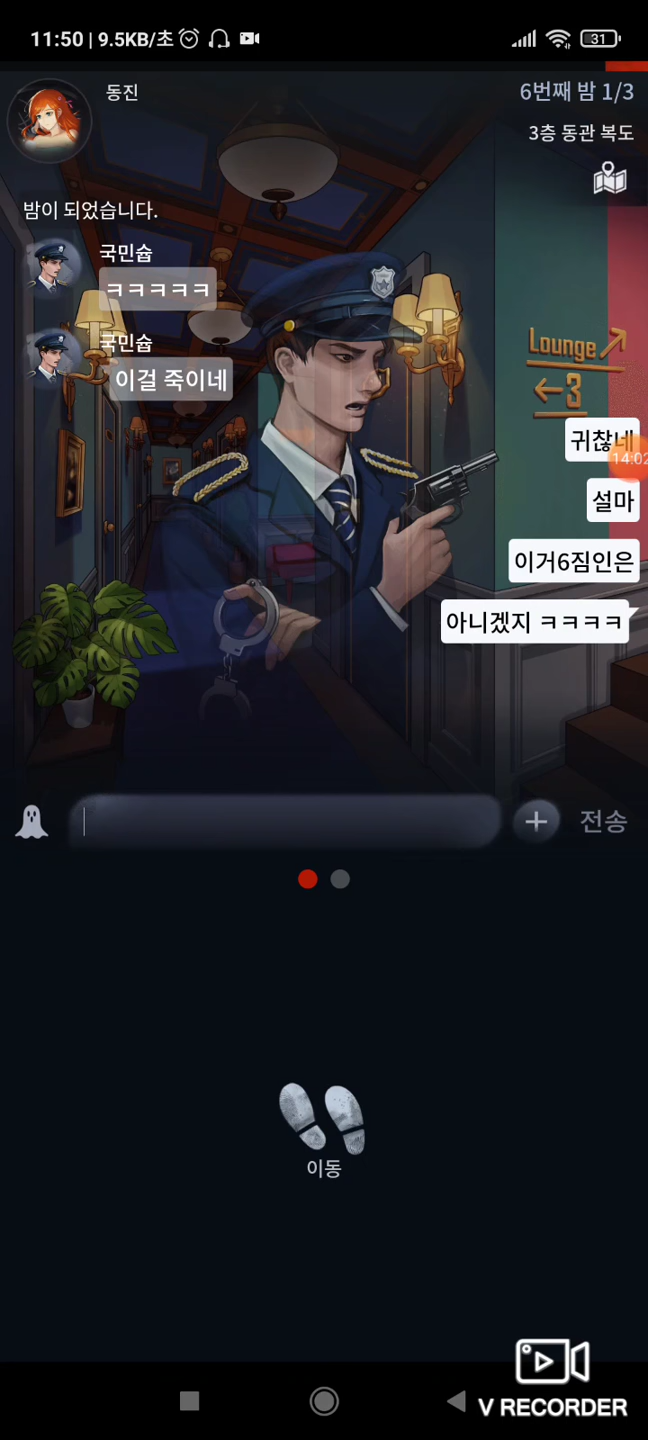 11:50 | 9.5KB/초
31
동진
6번째 밤 1/3
3층 동관 복도
밤이 되었습니다.
국민슙
ㅋㅋㅋㅋㅋ
국민슙
이걸 죽이네
Lounge
3
귀찮네
14:02
설마
이거6짐인은
아니겠지 ㅋㅋㅋㅋ
전송
이동
V RECORDER